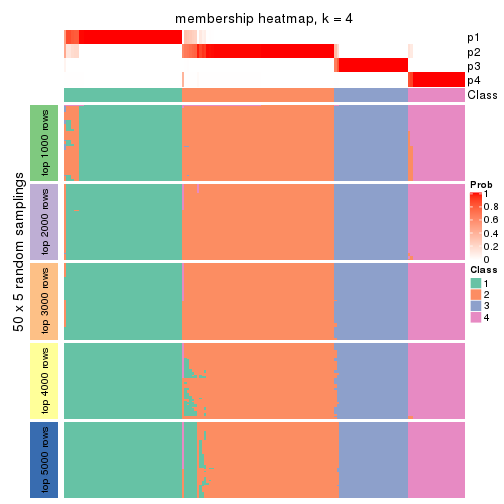 membership heatmap, k = 4
p1
p2
p3
p4
Class
50 x 5 random samplings
top 1000 rows
top 2000 rows
top 3000 rows
top 4000 rows
top 5000 rows
Prob
1
0.8
0.6
0.4
0.2
0
Class
1
2
3
4